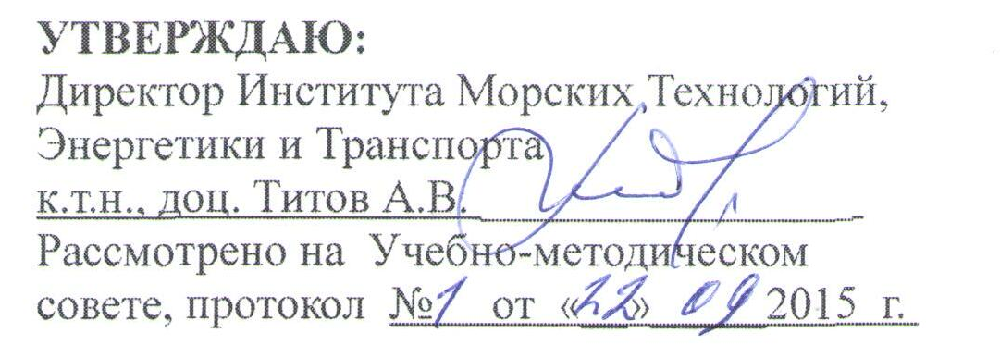 УТВЕРЖДАЮ:
Директор Института Морских Технологий,
Энергетики и Транспорта
к.т.н., доц. Титов А.В.
Рассмотрено на Учебно-методическом
совете, протокол №1 от «22» 09 2015 г.